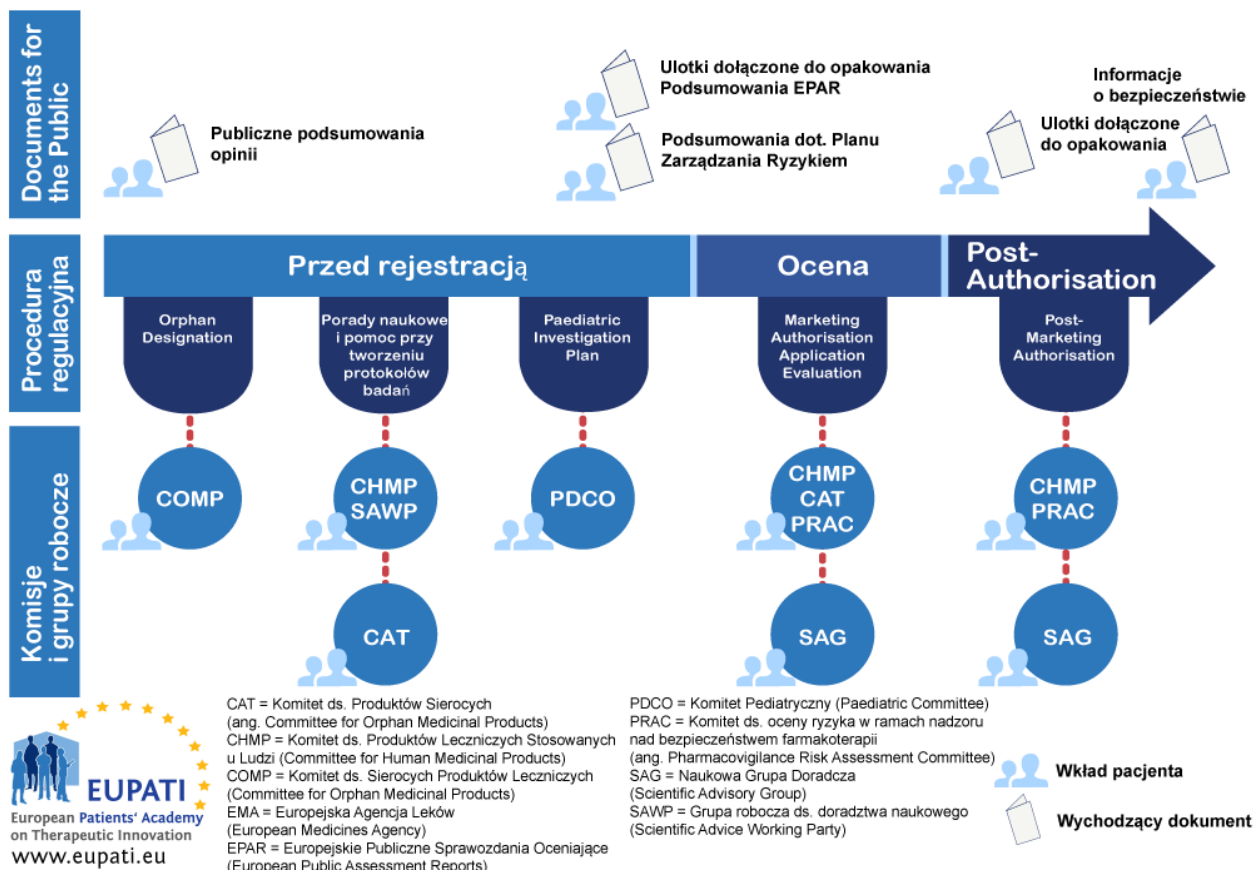 Documents for
the Public
Publiczne podsumowania
opinii
Ulotki dołączone do opakowania
Podsumowania EPAR
Podsumowania dot. Planu
Zarządzania Ryzykiem
Informacje
o bezpieczeństwie
Ulotki dołączone
do opakowania
Procedura
regulacyjna
Przed rejestracją
Ocena
Post-
Authorisation
Orphan
Designation
Porady naukowe
i pomoc przy
tworzeniu
protokołów
badań
Paediatric
Investigation
Plan
Marketing
Authorisation
Application
Evaluation
Post-
Marketing
Authorisation
Komisje
i grupy robocze
COMP
CHMP
SAWP
PDCO
CHMP
CAT
PRAC
CHMP
PRAC
CAT
SAG
SAG
CAT = Komitet ds. Produktów Sierocych
(ang. Committee for Orphan Medicinal Products)
CHMP = Komitet ds. Produktów Leczniczych Stosowanych
u Ludzi (Committee for Human Medicinal Products)
COMP = Komitet ds. Sierocych Produktów Leczniczych
(Committee for Orphan Medicinal Products)
EMA = Europejska Agencja Leków
(European Medicines Agency)
EPAR = Europejskie Publiczne Sprawozdania Oceniające
(European Public Assessment Reports)
PDCO = Komitet Pediatryczny (Paediatric Committee)
PRAC = Komitet ds. oceny ryzyka w ramach nadzoru
nad bezpieczeństwem farmakoterapii
(ang. Pharmacovigilance Risk Assessment Committee)
SAG = Naukowa Grupa Doradcza
(Scientific Advisory Group)
SAWP = Grupa robocza ds. doradztwa naukowego
(Scientific Advice Working Party)
Wkład pacjenta
Wychodzący dokument
EUPATI
European Patients' Academy
on Therapeutic Innovation
www.eupati.eu